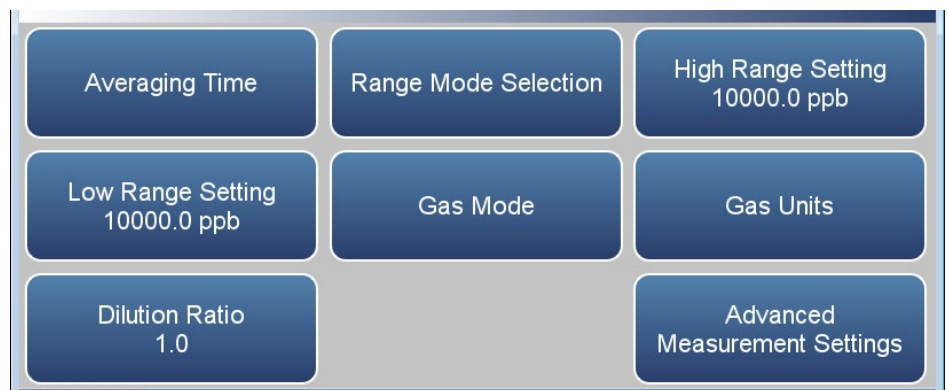 Averaging Time
Range Mode Selection
High Range Setting
10000.0 ppb
Low Range Setting
10000.0 ppb
Gas Mode
Gas Units
Dilution Ratio
1.0
Advanced
Measurement Settings